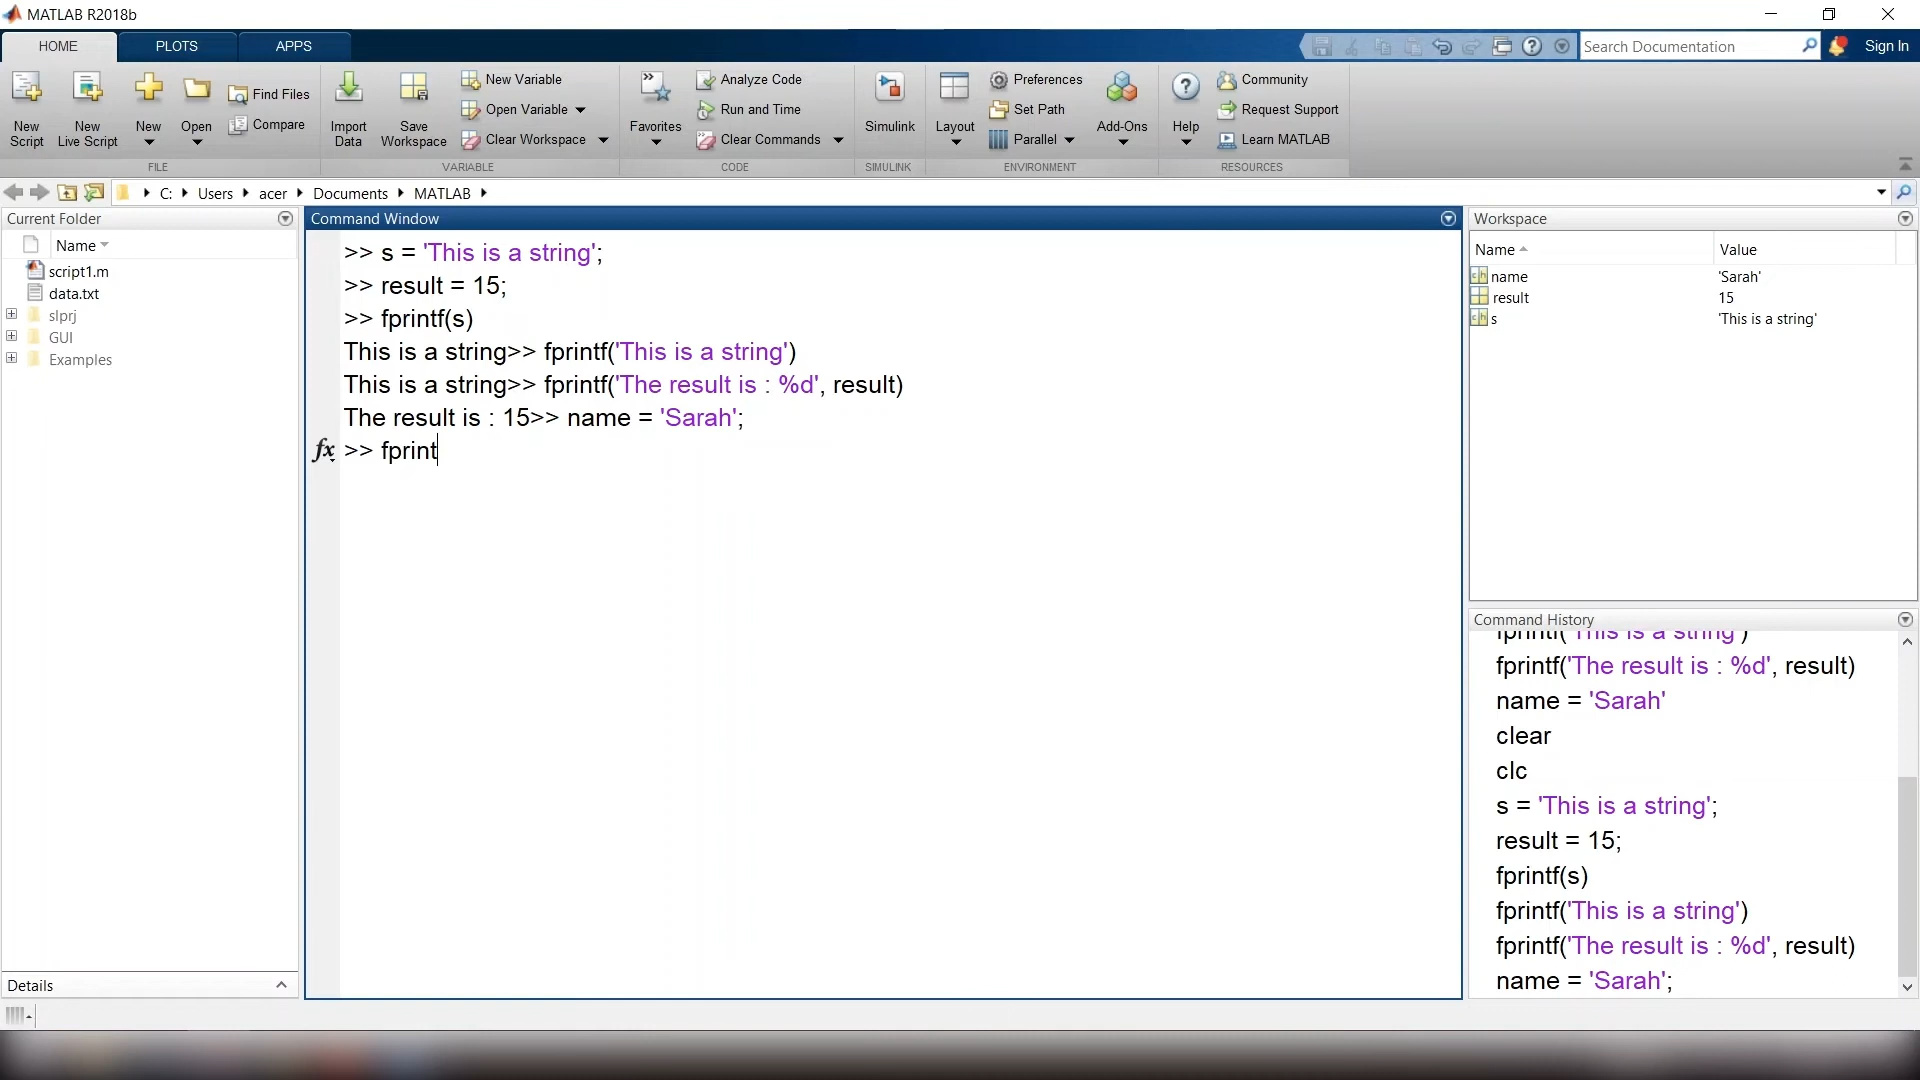 MATLAB R2018b
HOME PLOTS APPS
Search Documentation
Sign In
New Script
New Live Script
New
Open
Find Files
Compare
FILE
Import Data
Save Workspace
New Variable
Open Variable
Clear Workspace
VARIABLE
Favorites
Analyze Code
Run and Time
Clear Commands
CODE
Simulink
SIMULINK
Layout
Preferences
Set Path
Parallel
Add-Ons
ENVIRONMENT
Help
Community
Request Support
Learn MATLAB
RESOURCES
C: Users acer Documents MATLAB
Current Folder
Name
script1.m
data.txt
slprj
GUI
Examples
Details
Command Window
>> s = 'This is a string';
>> result = 15;
>> fprintf(s)
This is a string>> fprintf('This is a string')
This is a string>> fprintf('The result is : %d', result)
The result is : 15>> name = 'Sarah';
fx >> fprint
Workspace
Name Value
name 'Sarah'
result 15
s 'This is a string'
Command History
fprintf('This is a string')
fprintf('The result is : %d', result)
name = 'Sarah'
clear
clc
s = 'This is a string';
result = 15;
fprintf(s)
fprintf('This is a string')
fprintf('The result is : %d', result)
name = 'Sarah';